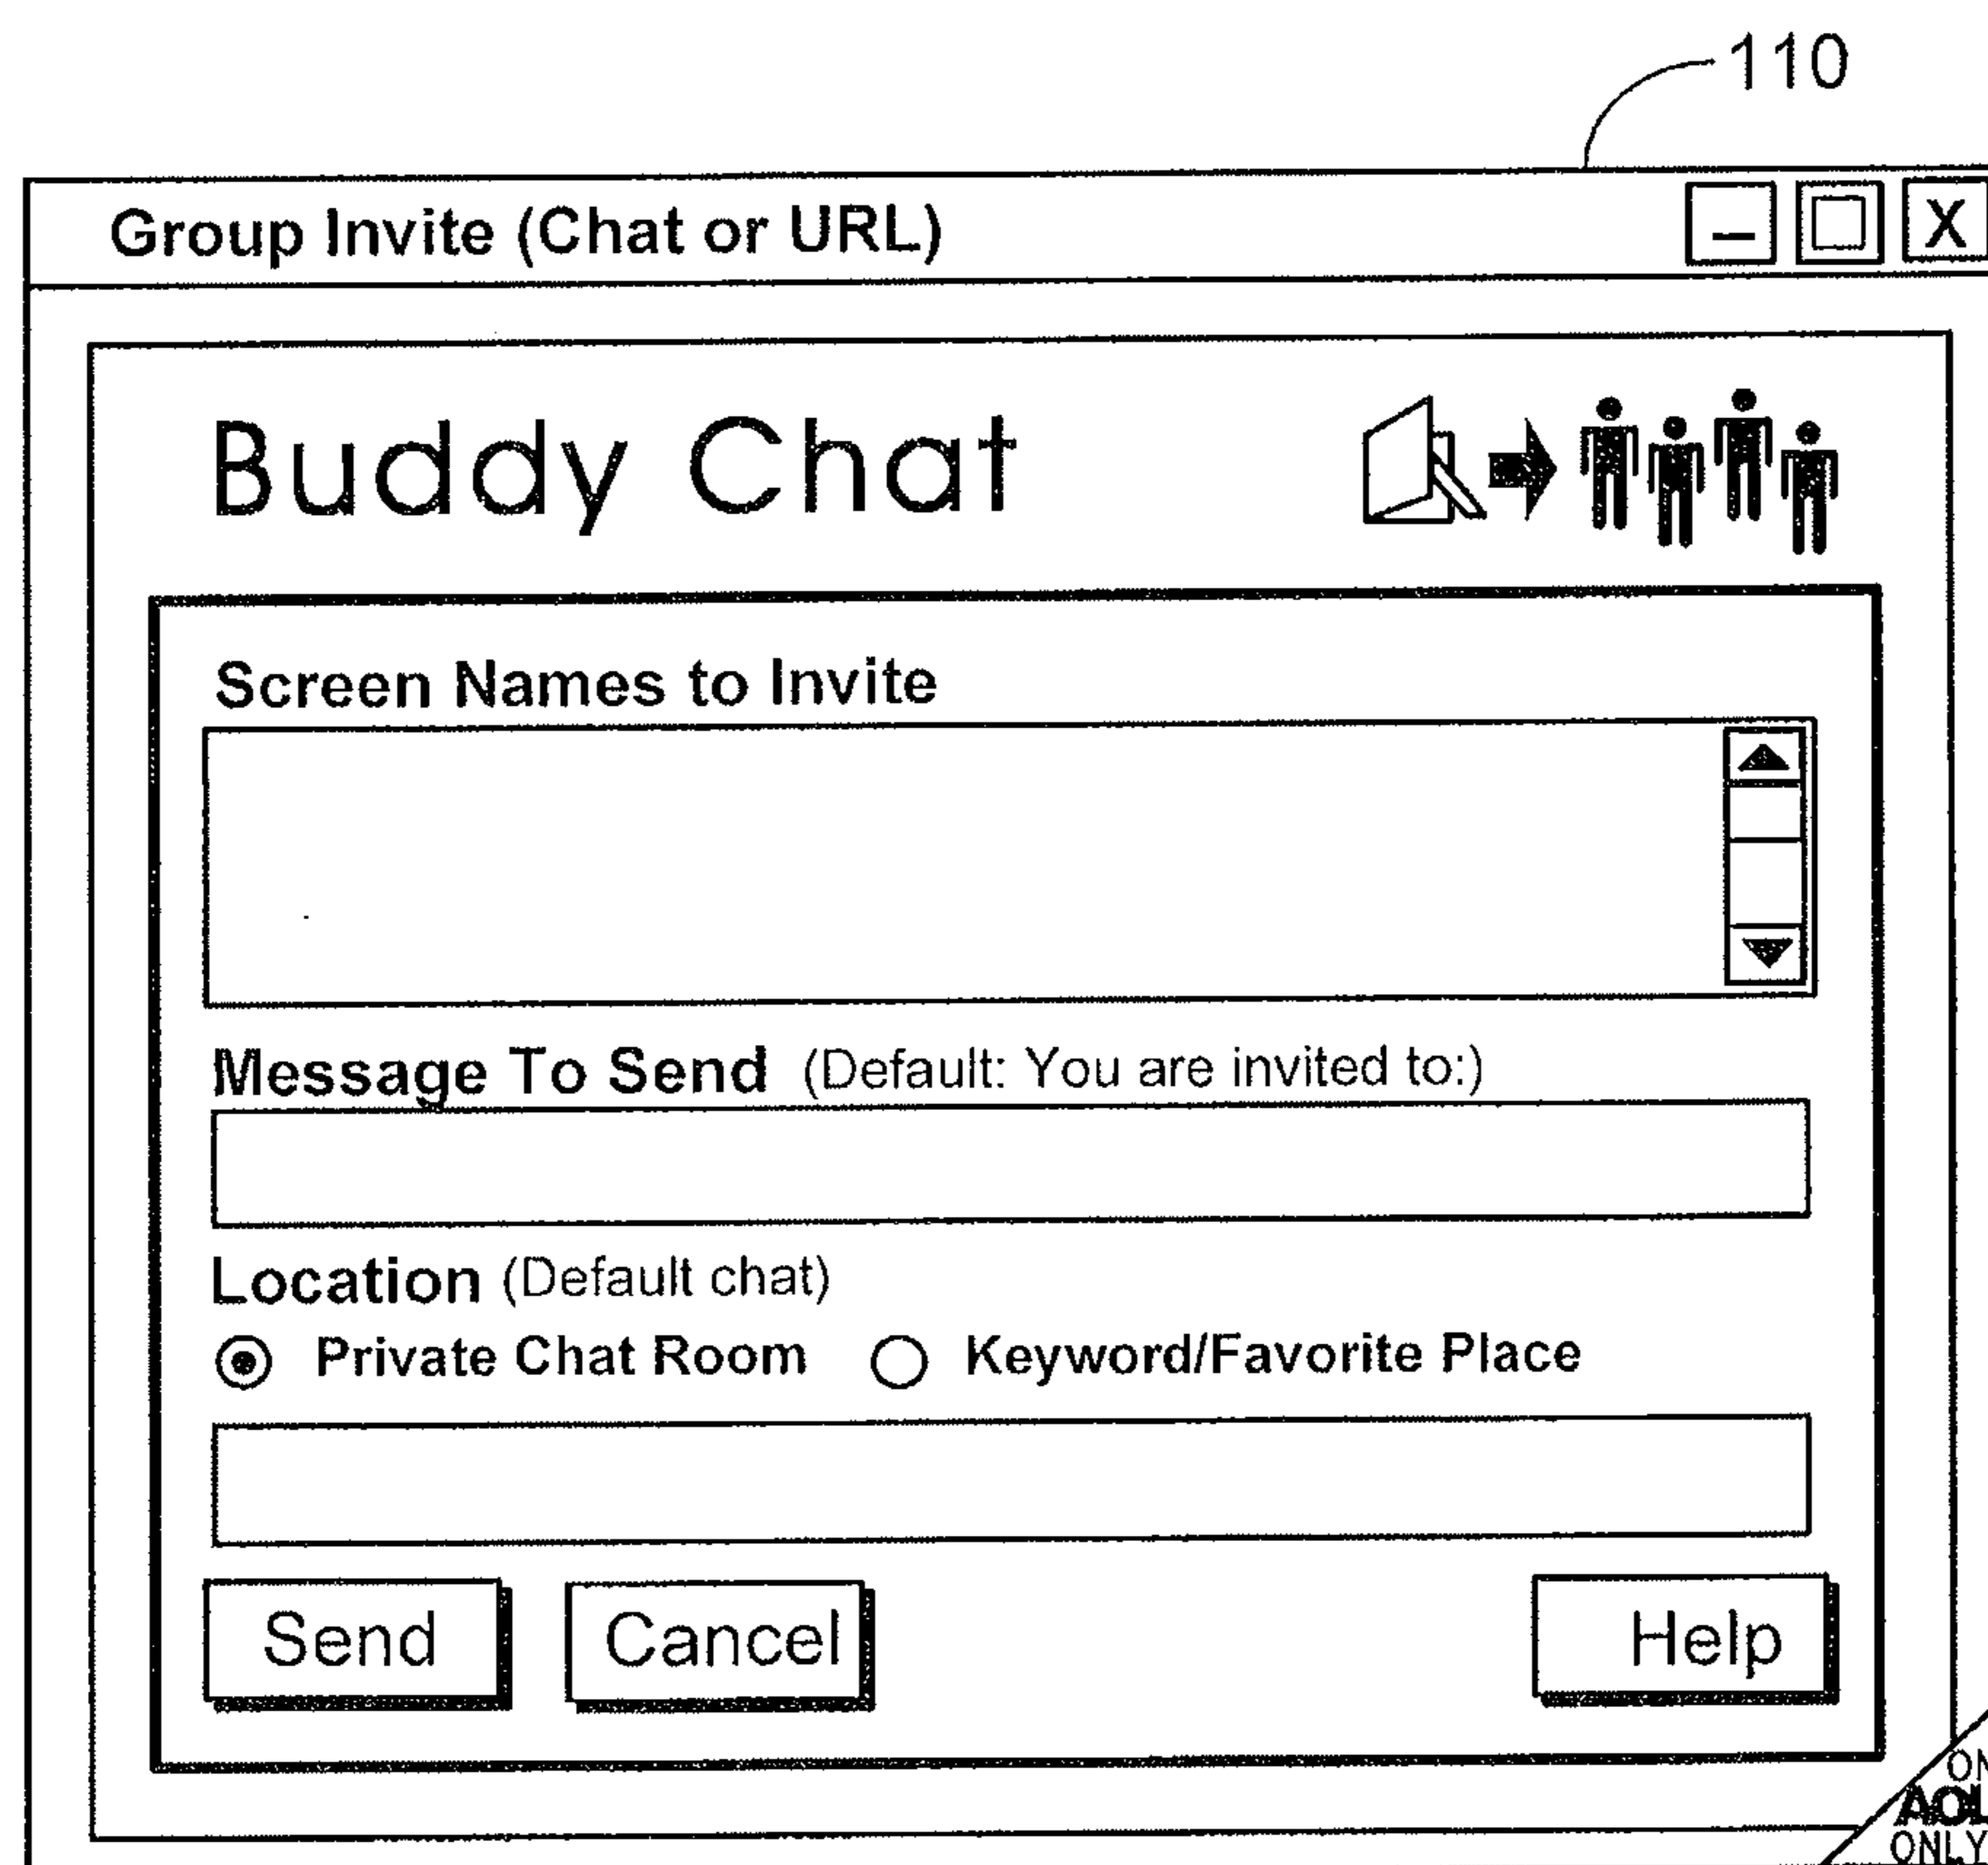 110
Group Invite (Chat or URL)
X
Buddy Chat
Screen Names to Invite
Message To Send (Default: You are invited to:)
Location (Default chat)
Private Chat Room Keyword/Favorite Place
Send Cancel Help
ON
AOL
ONLY